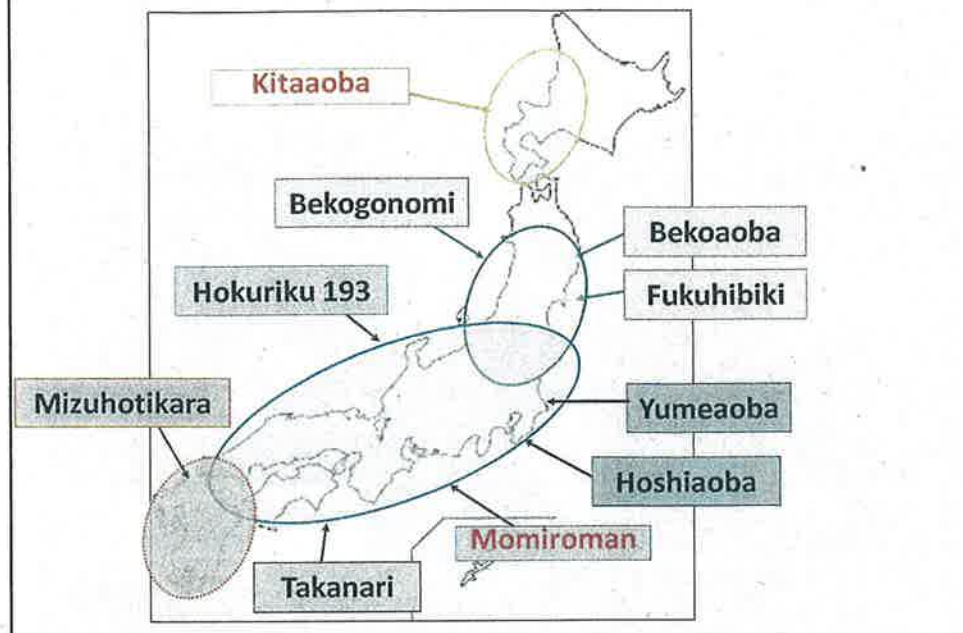 Kitaaoba
Bekogonomi
Bekoaoba
Hokuriku 193
Fukuhibiki
Mizuhotikara
Yumeaoba
Hoshiaoba
Momiroman
Takanari